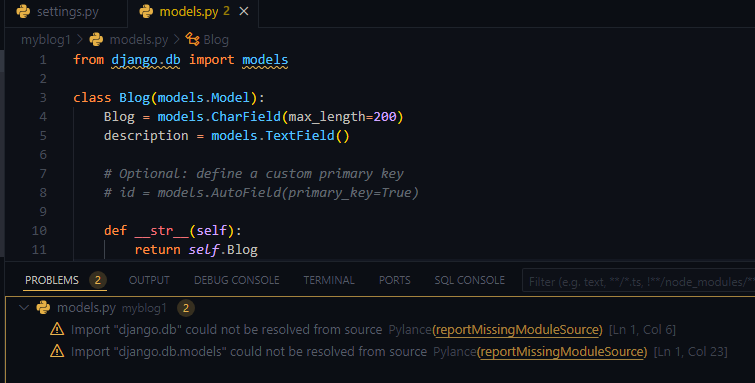 settings.py
models.py 2 ×
myblog1 > models.py > Blog
1 from django.db import models
2
3 class Blog(models.Model):
4 Blog = models.CharField(max_length=200)
5 description = models.TextField()
6
7 # Optional: define a custom primary key
8 # id = models.AutoField(primary_key=True)
9
10 def __str__(self):
11 return self.Blog
PROBLEMS 2 OUTPUT DEBUG CONSOLE TERMINAL PORTS SQL CONSOLE Filter (e.g. text, **/*.ts, !**/node_modules/**
models.py myblog1 2
Import "django.db" could not be resolved from source Pylance(reportMissingModuleSource) [Ln 1, Col 6]
Import "django.db.models" could not be resolved from source Pylance(reportMissingModuleSource) [Ln 1, Col 23]